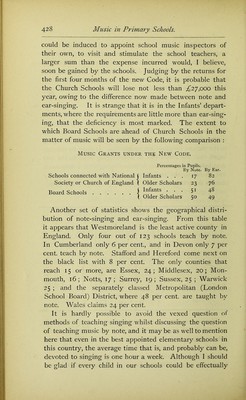 428 Music in Primary Schools.
could be induced to appoint school music inspectors of
their own, to visit and stimulate the school teachers, a
larger sum than the expense incurred would, I believe,
soon be gained by the schools. Judging by the returns for
the first four months of the new Code, it is probable that
the Church Schools will lose not less than £27,000 this
year, owing to the difference now made between note and
ear-singing. It is strange that it is in the Infants' depart-
ments, where the requirements are little more than ear-sing-
ing, that the deficiency is most marked. The extent to
which Board Schools are ahead of Church Schools in the
matter of music will be seen by the following comparison :
Music Grants under the New Code.
Percentages in Pupils.
By Note. By Ear.
Schools connected with National } Infants . . . 17 82
Society or Church of England { Older Scholars 23 76
Board Schools . . . . . . { Infants . . . 51 48
Older Scholars 50 49
Another set of statistics shows the geographical distri-
bution of note-singing and ear-singing. From this table
it appears that Westmoreland is the least active county in
England. Only four out of 123 schools teach by note.
In Cumberland only 6 per cent., and in Devon only 7 per
cent. teach by note. Stafford and Hereford come next on
the black list with 8 per cent. The only counties that
reach 15 or more, are Essex, 24; Middlesex, 20; Mon-
mouth, 16; Notts, 17; Surrey, 19; Sussex, 25; Warwick
25; and the separately classed Metropolitan (London
School Board) District, where 48 per cent. are taught by
note. Wales claims 24 per cent.
It is hardly possible to avoid the vexed question of
methods of teaching singing whilst discussing the question
of teaching music by note, and it may be as well to mention
here that even in the best appointed elementary schools in
this country, the average time that is, and probably can be,
devoted to singing is one hour a week. Although I should
be glad if every child in our schools could be effectually